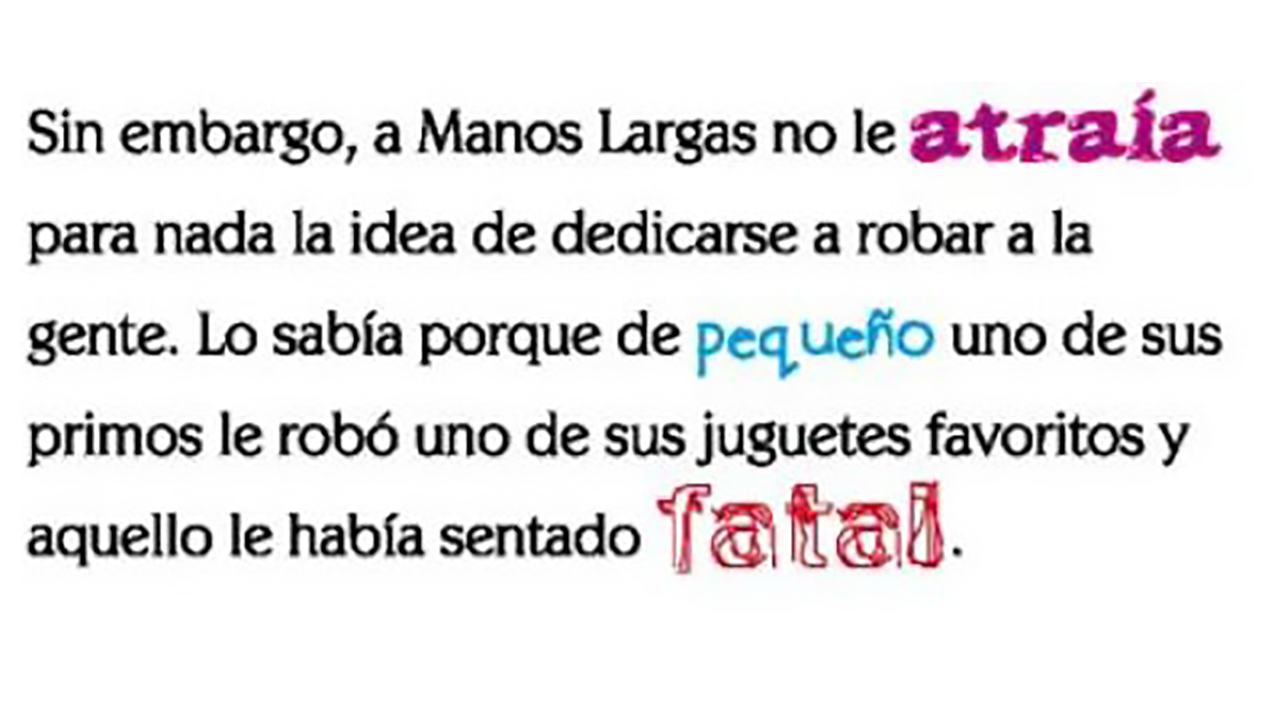 Sin embargo, a Manos Largas no le atraía
para nada la idea de dedicarse a robar a la
gente. Lo sabía porque de pequeño uno de sus
primos le robó uno de sus juguetes favoritos y
aquello le había sentado fatal.